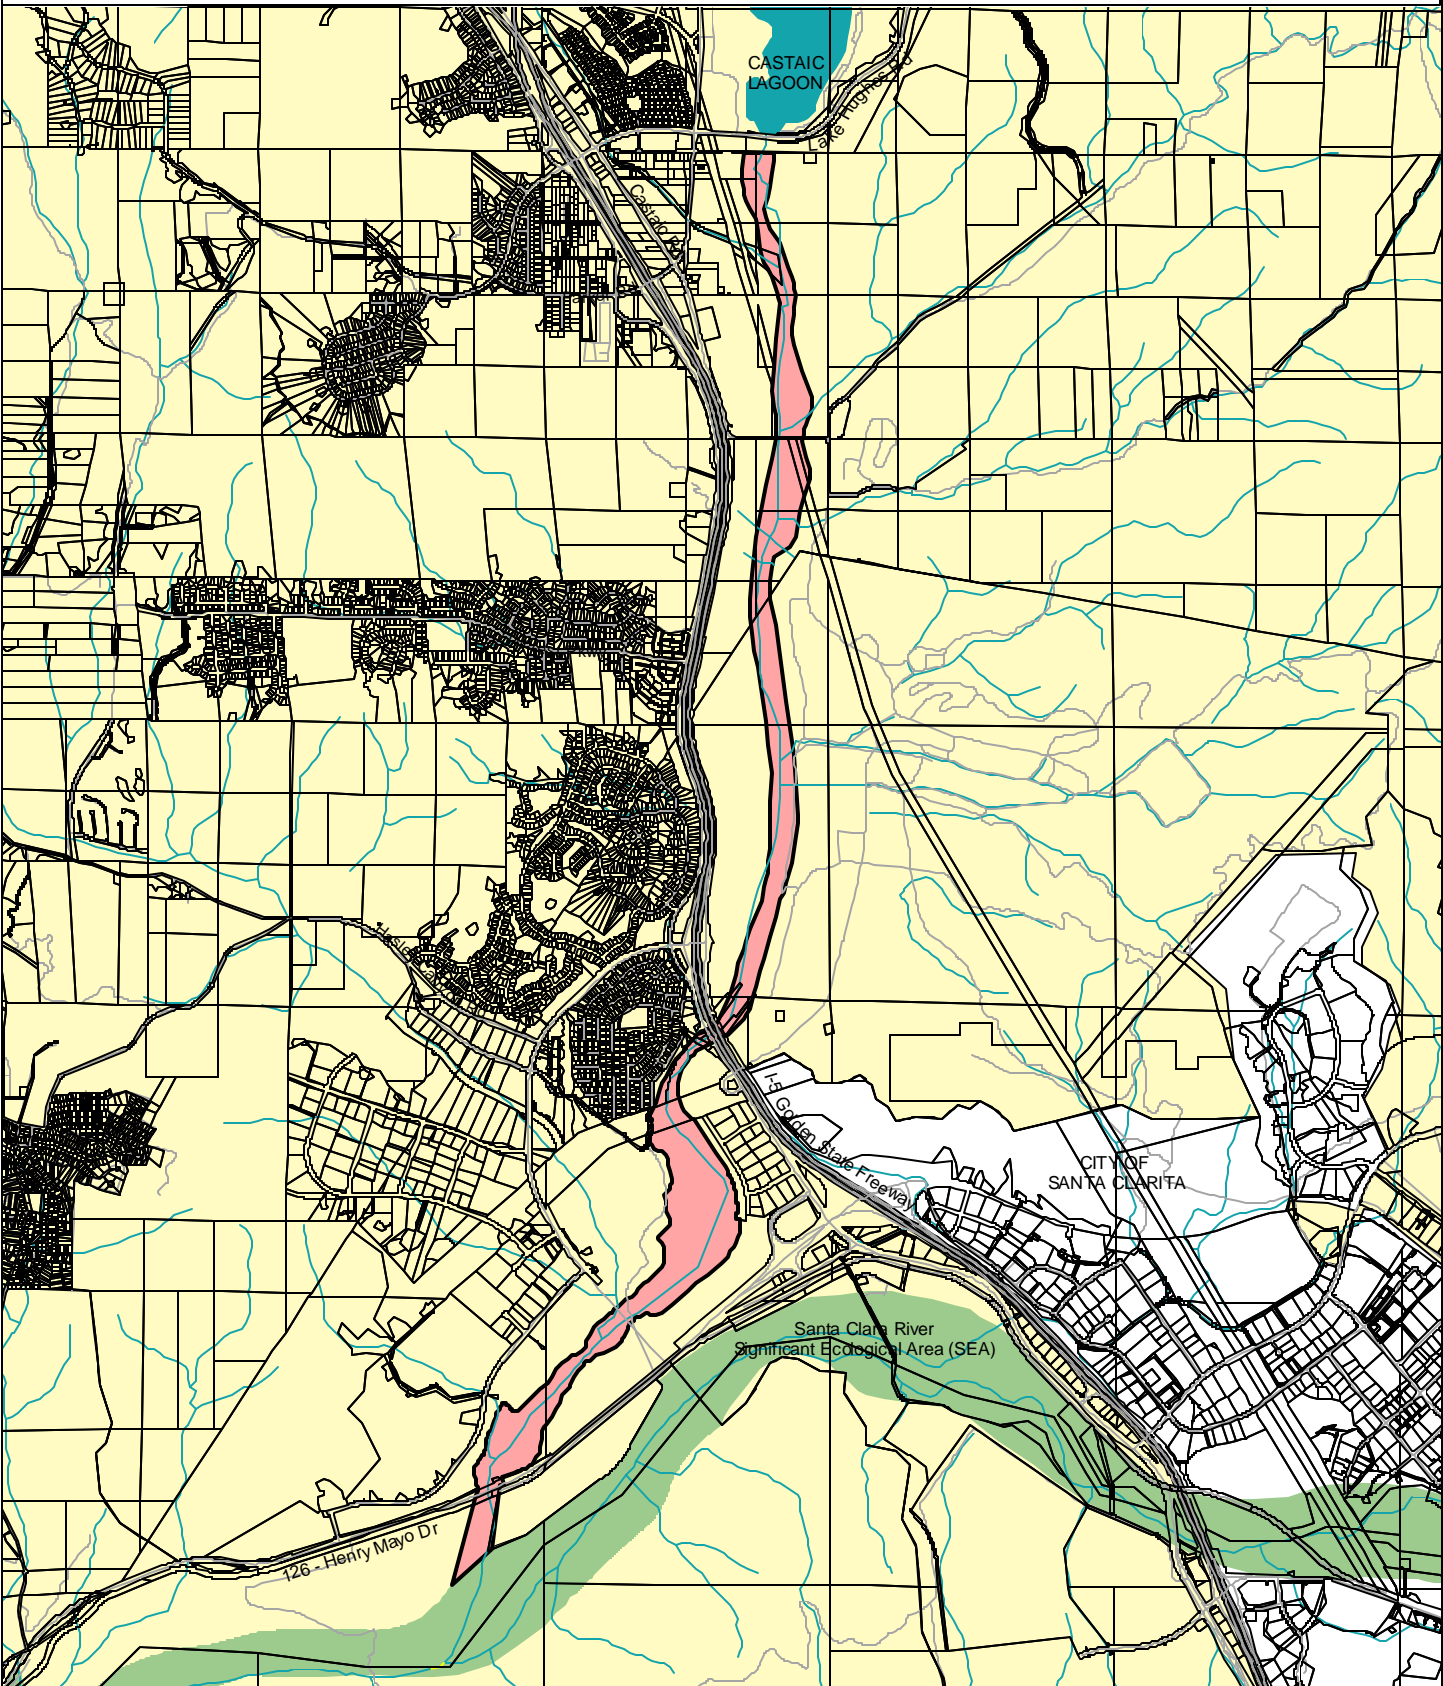 CASTAIC
LAGOON
Lake Hughes Rd
Castaic Rd
I-5 Golden State Freeway
CITY OF
SANTA CLARITA
Santa Clara River
Significant Ecological Area (SEA)
126 - Henry Mayo Dr